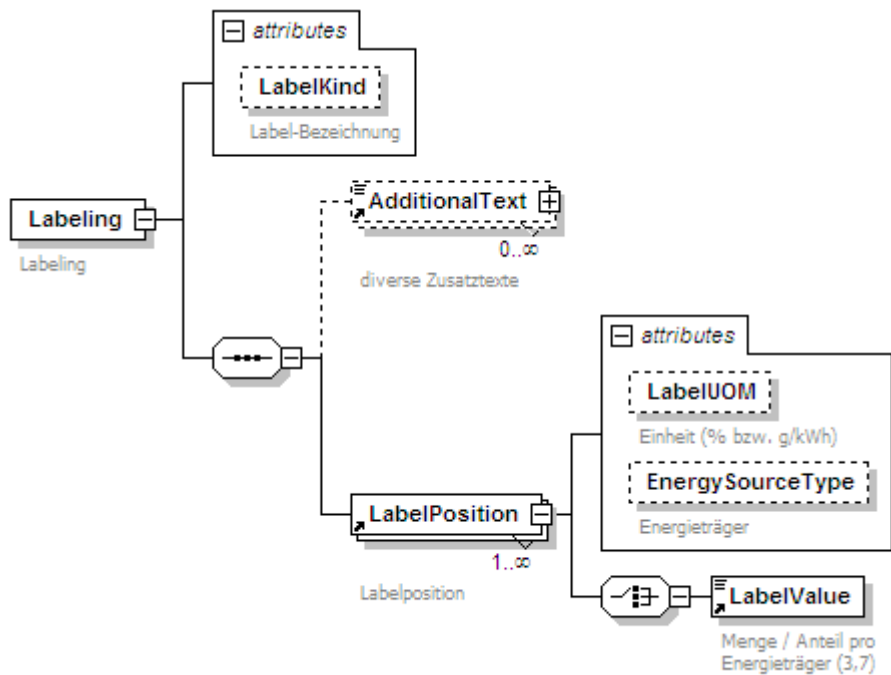 attributes
LabelKind
Label-Bezeichnung
Labeling
Labeling
AdditionalText
0..∞
diverse Zusatztexte
attributes
LabelUOM
Einheit (% bzw. g/kWh)
EnergySourceType
Energieträger
LabelPosition
1..∞
Labelposition
LabelValue
Menge / Anteil pro
Energieträger (3,7)